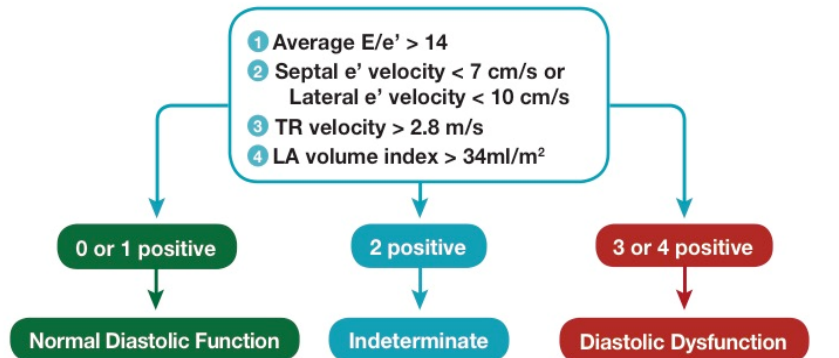 1 Average E/e’ > 14
2 Septal e’ velocity < 7 cm/s or
Lateral e’ velocity < 10 cm/s
3 TR velocity > 2.8 m/s
4 LA volume index > 34ml/m²
0 or 1 positive
2 positive
3 or 4 positive
Normal Diastolic Function
Indeterminate
Diastolic Dysfunction